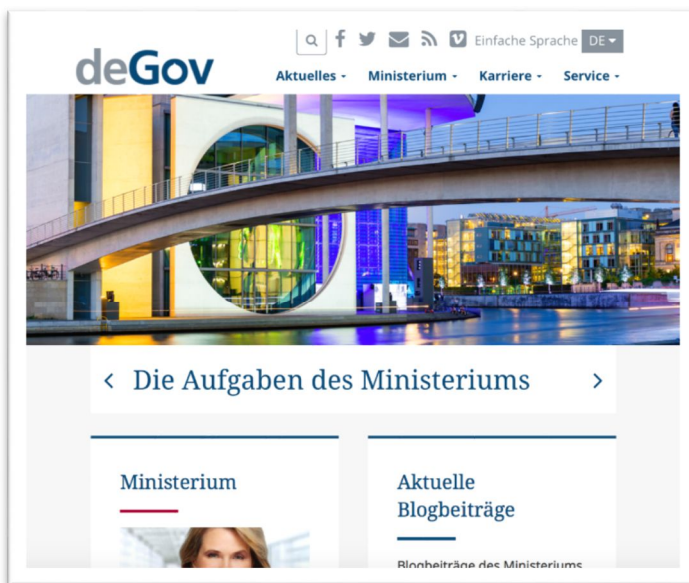 Einfache Sprache DE
deGov
Aktuelles Ministerium Karriere Service
Die Aufgaben des Ministeriums
Ministerium
Aktuelle
Blogbeiträge
Blogbeiträge des Ministeriums